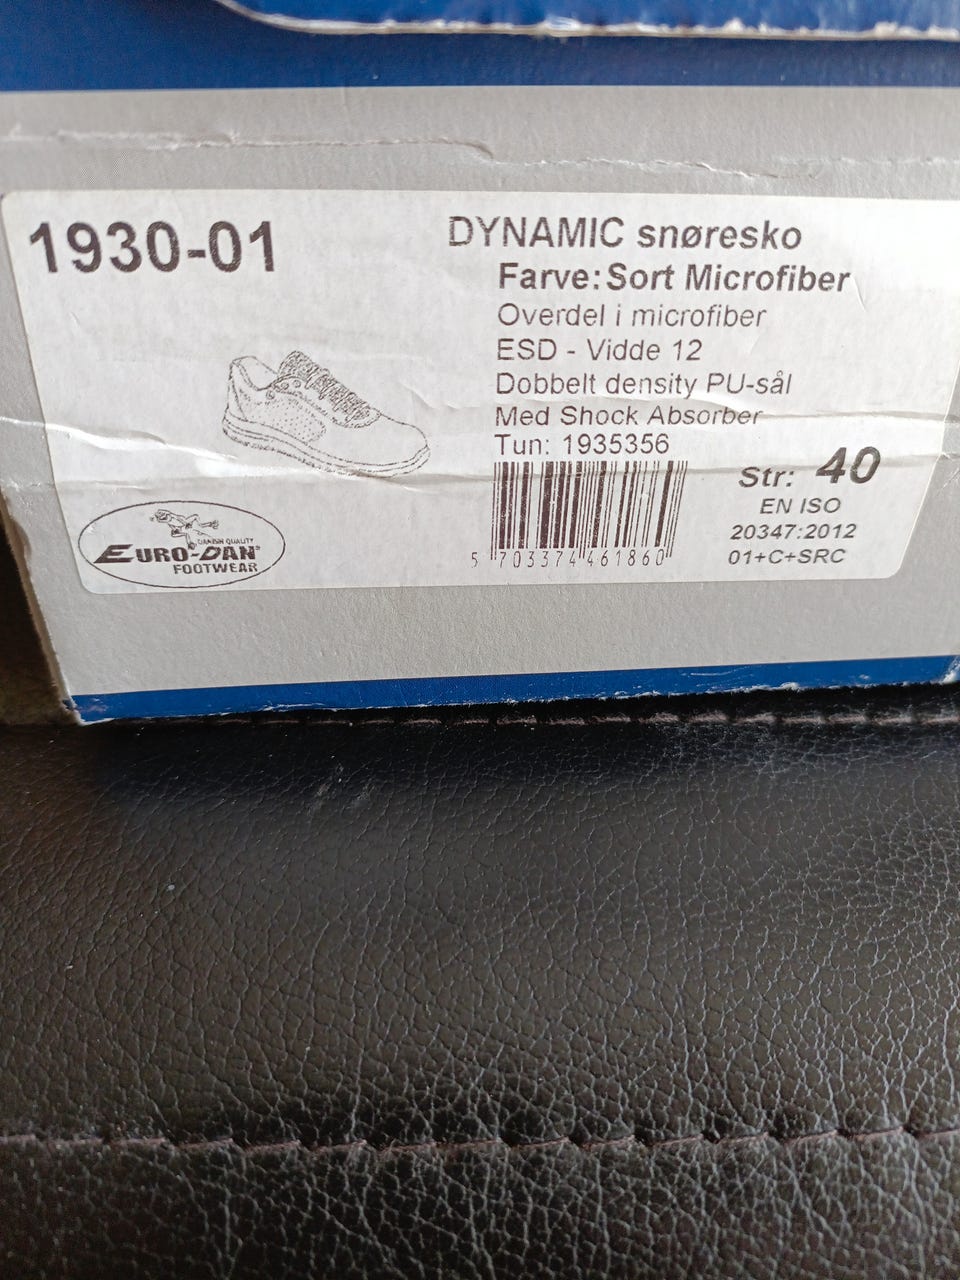 1930-01
DYNAMIC snøresko
Farve: Sort Microfiber
Overdel i microfiber
ESD - Vidde 12
Dobbelt density PU-sål
Med Shock Absorber
Tun: 1935356
5 703374 461860
Str: 40
EN ISO
20347:2012
01+C+SRC
DANISH QUALITY
EURO-DAN®
FOOTWEAR